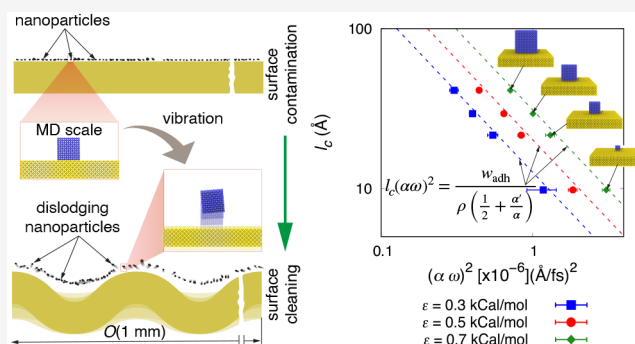 nanoparticles
surface
contamination
MD scale
vibration
dislodging
nanoparticles
surface
cleaning
O(1 mm)
100
10
l_c (Å)
l_c(αω)² = w_adh / ρ(1/2 + α'/α)
0.1
1
(α ω)² [x10⁻⁶](Å/fs)²
ε = 0.3 kCal/mol
ε = 0.5 kCal/mol
ε = 0.7 kCal/mol